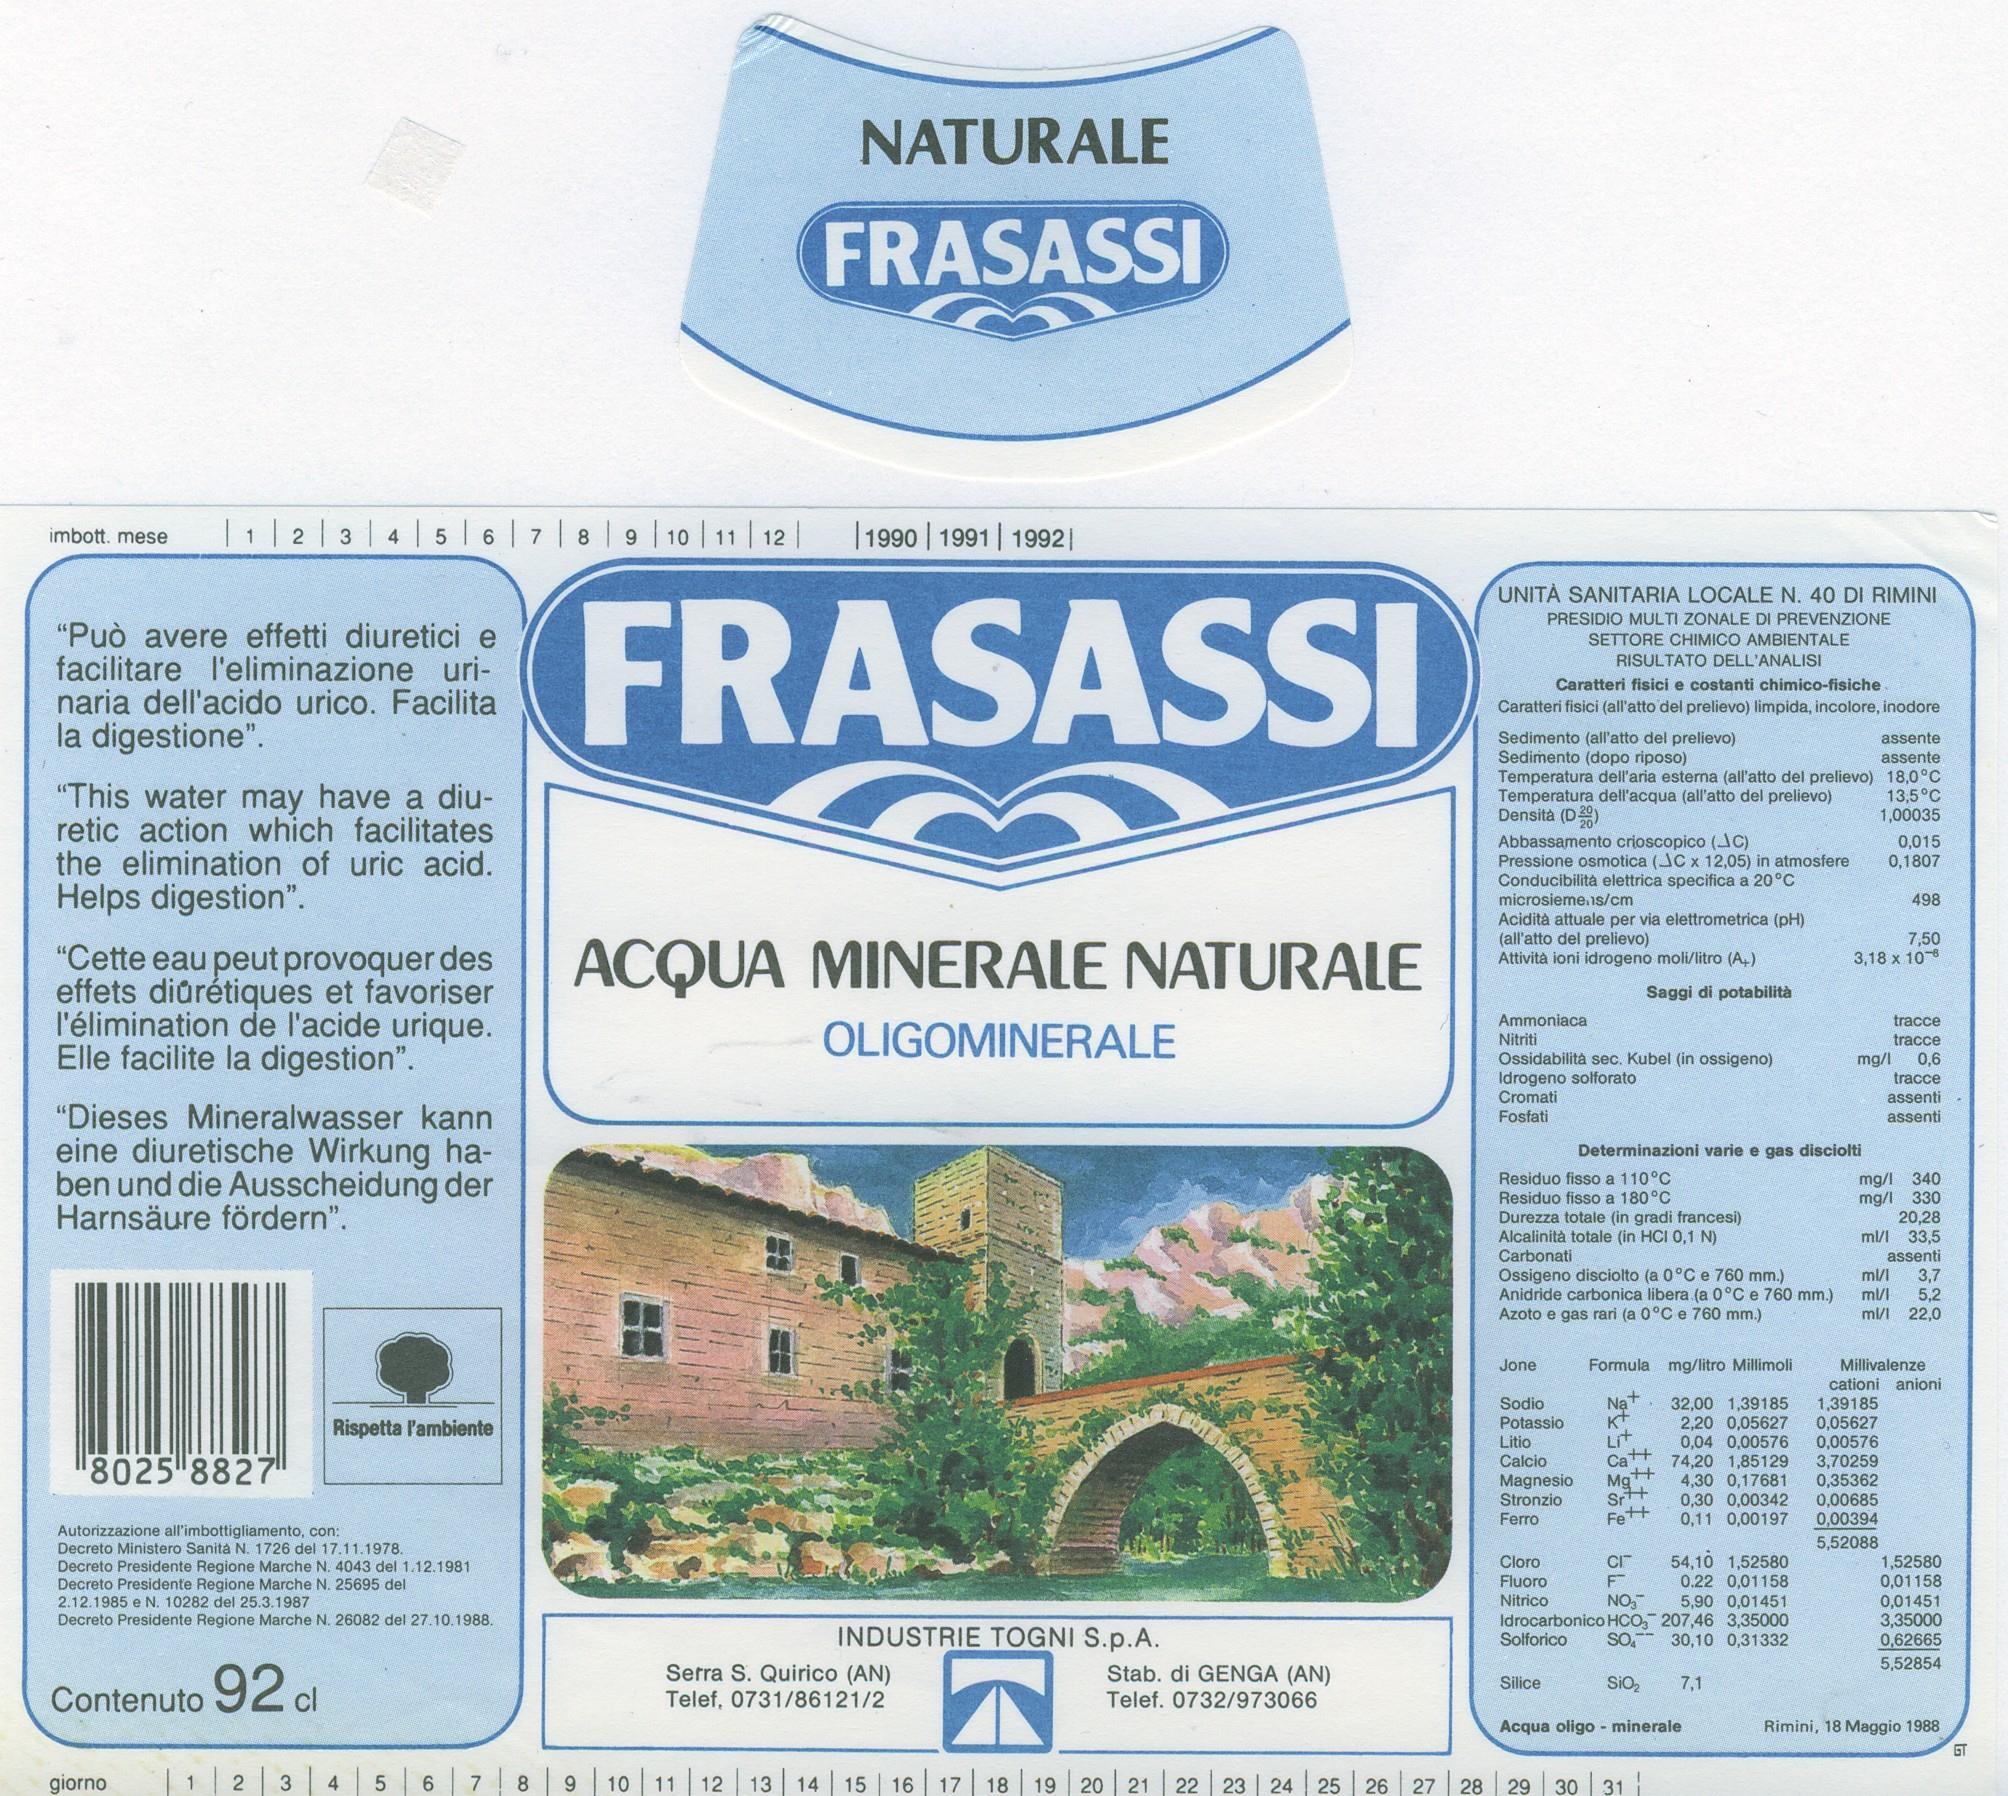 NATURALE
FRASASSI
imbott. mese | 1 | 2 | 3 | 4 | 5 | 6 | 7 | 8 | 9 | 10 | 11 | 12 | |1990|1991|1992|
"Può avere effetti diuretici e
facilitare l'eliminazione uri-
naria dell'acido urico. Facilita
la digestione".
"This water may have a diu-
retic action which facilitates
the elimination of uric acid.
Helps digestion".
"Cette eau peut provoquer des
effets diûrétiques et favoriser
l'élimination de l'acide urique.
Elle facilite la digestion".
"Dieses Mineralwasser kann
eine diuretische Wirkung ha-
ben und die Ausscheidung der
Harnsäure fördern".
80258827
Rispetta l'ambiente
Autorizzazione all'imbottigliamento, con:
Decreto Ministero Sanità N. 1726 del 17.11.1978.
Decreto Presidente Regione Marche N. 4043 del 1.12.1981
Decreto Presidente Regione Marche N. 25695 del
2.12.1985 e N. 10282 del 25.3.1987
Decreto Presidente Regione Marche N. 26082 del 27.10.1988.
Contenuto 92 cl
FRASASSI
ACQUA MINERALE NATURALE
OLIGOMINERALE
INDUSTRIE TOGNI S.p.A.
Serra S. Quirico (AN)
Telef. 0731/86121/2
Stab. di GENGA (AN)
Telef. 0732/973066
UNITÀ SANITARIA LOCALE N. 40 DI RIMINI
PRESIDIO MULTI ZONALE DI PREVENZIONE
SETTORE CHIMICO AMBIENTALE
RISULTATO DELL'ANALISI
Caratteri fisici e costanti chimico-fisiche
Caratteri fisici (all'atto del prelievo) limpida, incolore, inodore
Sedimento (all'atto del prelievo) assente
Sedimento (dopo riposo) assente
Temperatura dell'aria esterna (all'atto del prelievo) 18,0°C
Temperatura dell'acqua (all'atto del prelievo) 13,5°C
Densità (D 20/20) 1,00035
Abbassamento crioscopico (⊿C) 0,015
Pressione osmotica (⊿C x 12,05) in atmosfere 0,1807
Conducibilità elettrica specifica a 20°C
microsiemens/cm 498
Acidità attuale per via elettrometrica (pH)
(all'atto del prelievo) 7,50
Attività ioni idrogeno moli/litro (A₊) 3,18 x 10⁻⁸
Saggi di potabilità
Ammoniaca tracce
Nitriti tracce
Ossidabilità sec. Kubel (in ossigeno) mg/l 0,6
Idrogeno solforato tracce
Cromati assenti
Fosfati assenti
Determinazioni varie e gas disciolti
Residuo fisso a 110°C mg/l 340
Residuo fisso a 180°C mg/l 330
Durezza totale (in gradi francesi) 20,28
Alcalinità totale (in HCl 0,1 N) ml/l 33,5
Carbonati assenti
Ossigeno disciolto (a 0°C e 760 mm.) ml/l 3,7
Anidride carbonica libera (a 0°C e 760 mm.) ml/l 5,2
Azoto e gas rari (a 0°C e 760 mm.) ml/l 22,0
Jone Formula mg/litro Millimoli Millivalenze
cationi anioni
Sodio Na⁺ 32,00 1,39185 1,39185
Potassio K⁺ 2,20 0,05627 0,05627
Litio Li⁺ 0,04 0,00576 0,00576
Calcio Ca⁺⁺ 74,20 1,85129 3,70259
Magnesio Mg⁺⁺ 4,30 0,17681 0,35362
Stronzio Sr⁺⁺ 0,30 0,00342 0,00685
Ferro Fe⁺⁺ 0,11 0,00197 0,00394
5,52088
Cloro Cl⁻ 54,10 1,52580 1,52580
Fluoro F⁻ 0.22 0,01158 0,01158
Nitrico NO₃⁻ 5,90 0,01451 0,01451
Idrocarbonico HCO₃⁻ 207,46 3,35000 3,35000
Solforico SO₄⁻⁻ 30,10 0,31332 0,62665
5,52854
Silice SiO₂ 7,1
Acqua oligo - minerale Rimini, 18 Maggio 1988
GT
giorno | 1 | 2 | 3 | 4 | 5 | 6 | 7 | 8 | 9 | 10 | 11 | 12 | 13 | 14 | 15 | 16 | 17 | 18 | 19 | 20 | 21 | 22 | 23 | 24 | 25 | 26 | 27 | 28 | 29 | 30 | 31 |